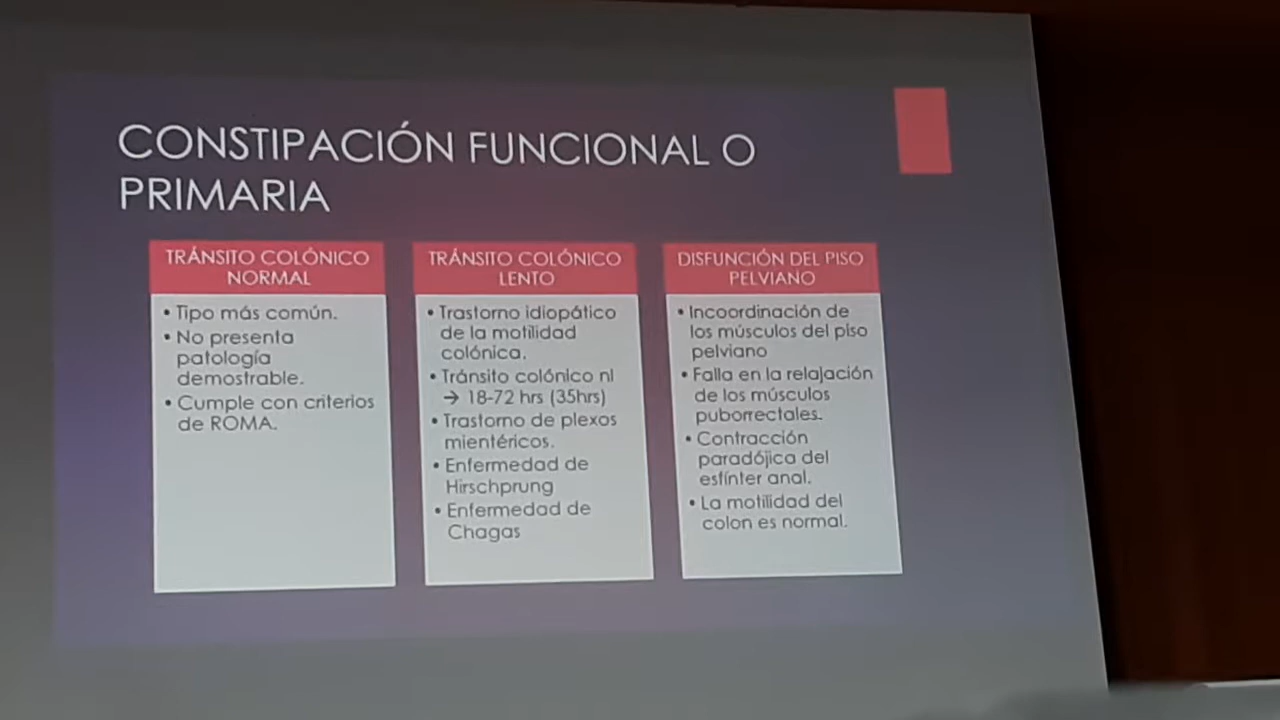 CONSTIPACIÓN FUNCIONAL O
PRIMARIA
TRÁNSITO COLÓNICO
NORMAL
• Tipo más común.
• No presenta
patología
demostrable.
• Cumple con criterios
de ROMA.
TRÁNSITO COLÓNICO
LENTO
• Trastorno idiopático
de la motilidad
colónica.
• Tránsito colónico nl
→ 18-72 hrs (35hrs)
• Trastorno de plexos
mientéricos.
• Enfermedad de
Hirschprung
• Enfermedad de
Chagas
DISFUNCIÓN DEL PISO
PELVIANO
• Incoordinación de
los músculos del piso
pelviano
• Falla en la relajación
de los músculos
puborrectales.
• Contracción
paradójica del
esfínter anal.
• La motilidad del
colon es normal.